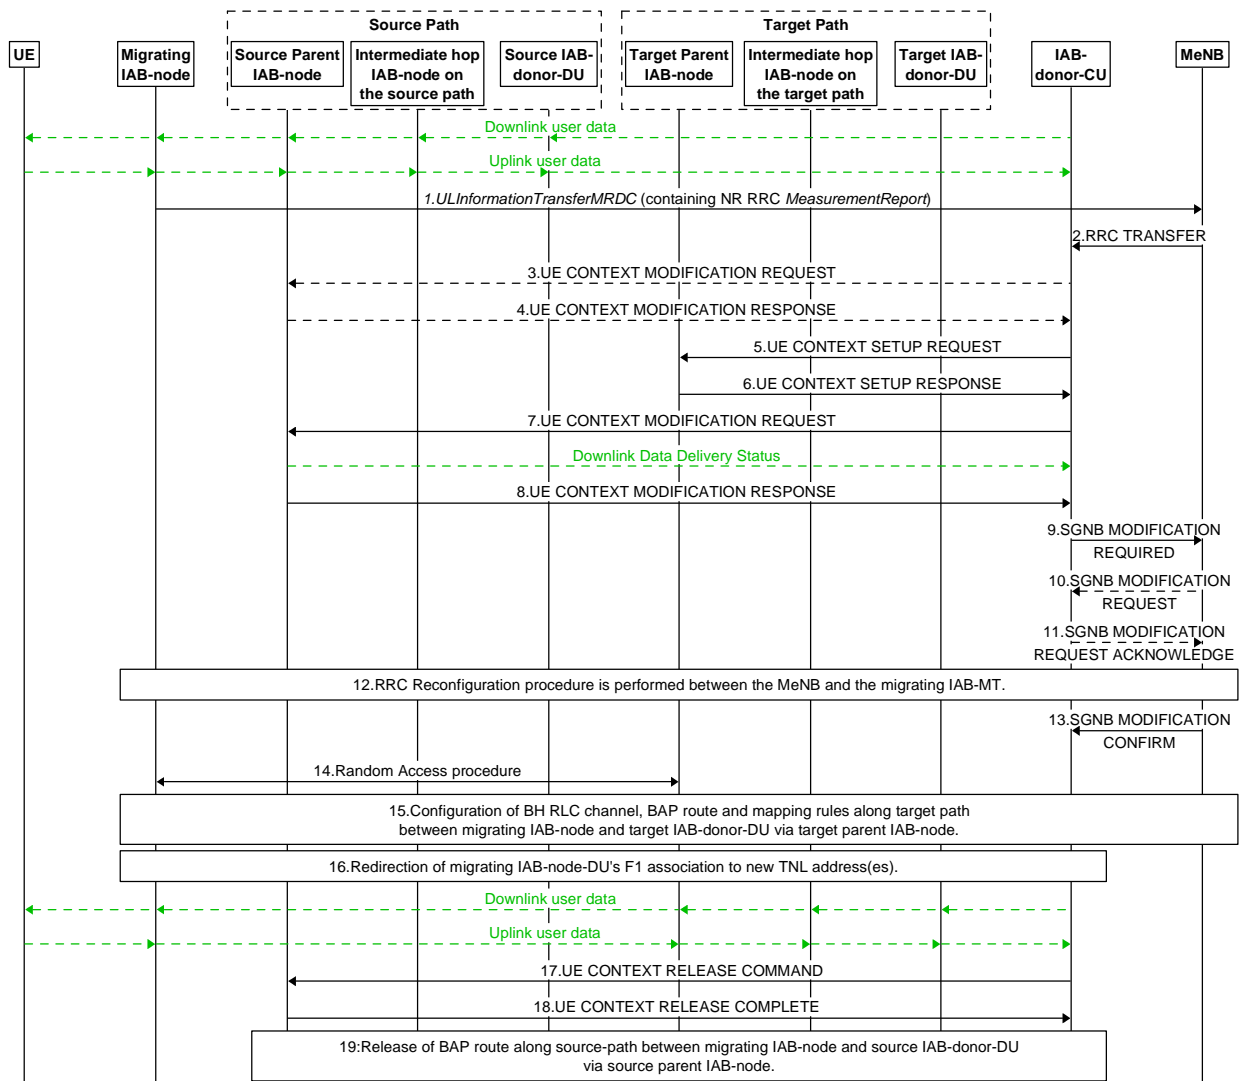 Source Path
Target Path
UE
Migrating
IAB-node
Source Parent
IAB-node
Intermediate hop
IAB-node on
the source path
Source IAB-
donor-DU
Target Parent
IAB-node
Intermediate hop
IAB-node on
the target path
Target IAB-
donor-DU
IAB-
donor-CU
MeNB
Downlink user data
Uplink user data
1.ULInformationTransferMRDC (containing NR RRC MeasurementReport)
2.RRC TRANSFER
3.UE CONTEXT MODIFICATION REQUEST
4.UE CONTEXT MODIFICATION RESPONSE
5.UE CONTEXT SETUP REQUEST
6.UE CONTEXT SETUP RESPONSE
7.UE CONTEXT MODIFICATION REQUEST
Downlink Data Delivery Status
8.UE CONTEXT MODIFICATION RESPONSE
9.SGNB MODIFICATION
REQUIRED
10.SGNB MODIFICATION
REQUEST
11.SGNB MODIFICATION
REQUEST ACKNOWLEDGE
12.RRC Reconfiguration procedure is performed between the MeNB and the migrating IAB-MT.
13.SGNB MODIFICATION
CONFIRM
14.Random Access procedure
15.Configuration of BH RLC channel, BAP route and mapping rules along target path
between migrating IAB-node and target IAB-donor-DU via target parent IAB-node.
16.Redirection of migrating IAB-node-DU's F1 association to new TNL address(es).
Downlink user data
Uplink user data
17.UE CONTEXT RELEASE COMMAND
18.UE CONTEXT RELEASE COMPLETE
19:Release of BAP route along source-path between migrating IAB-node and source IAB-donor-DU
via source parent IAB-node.